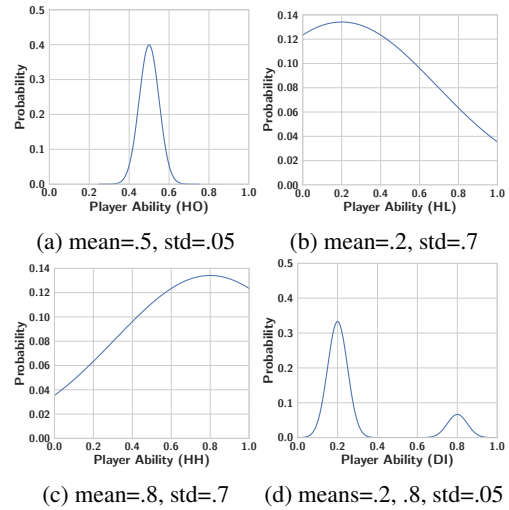 0.5
0.4
0.3
0.2
0.1
0.0
Probability
0.0 0.2 0.4 0.6 0.8 1.0
Player Ability (HO)
(a) mean=.5, std=.05
0.14
0.12
0.10
0.08
0.06
0.04
0.02
0.00
Probability
0.0 0.2 0.4 0.6 0.8 1.0
Player Ability (HL)
(b) mean=.2, std=.7
0.14
0.12
0.10
0.08
0.06
0.04
0.02
0.00
Probability
0.0 0.2 0.4 0.6 0.8 1.0
Player Ability (HH)
(c) mean=.8, std=.7
0.5
0.4
0.3
0.2
0.1
0.0
Probability
0.0 0.2 0.4 0.6 0.8 1.0
Player Ability (DI)
(d) means=.2, .8, std=.05